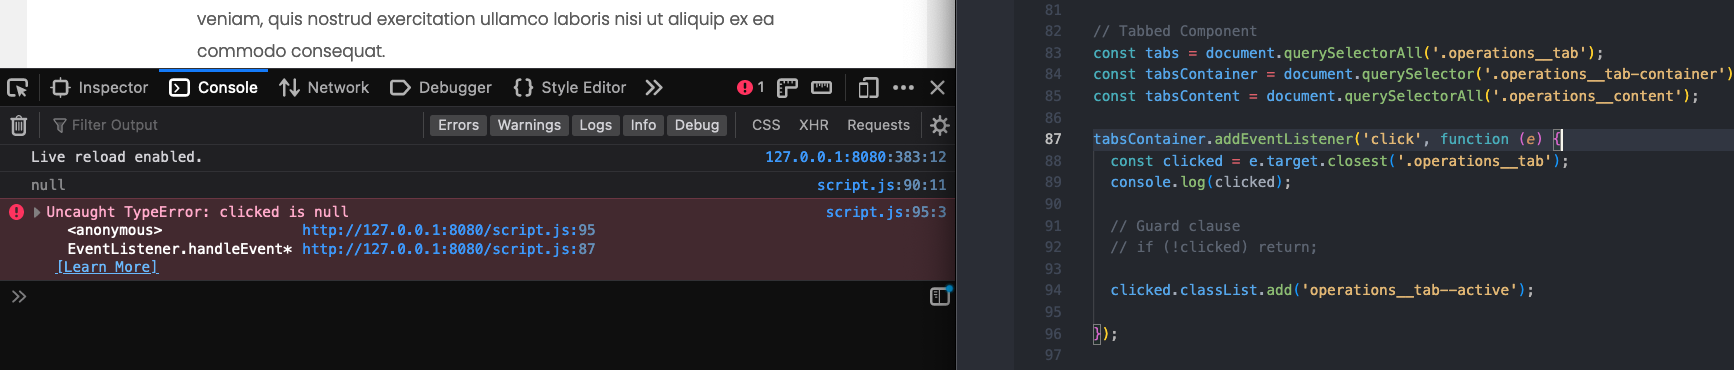 veniam, quis nostrud exercitation ullamco laboris nisi ut aliquip ex ea
commodo consequat.
Inspector Console Network Debugger {} Style Editor 1
Filter Output Errors Warnings Logs Info Debug CSS XHR Requests
Live reload enabled. 127.0.0.1:8080:383:12
null script.js:90:11
Uncaught TypeError: clicked is null script.js:95:3
<anonymous> http://127.0.0.1:8080/script.js:95
EventListener.handleEvent* http://127.0.0.1:8080/script.js:87
[Learn More]
81
82 // Tabbed Component
83 const tabs = document.querySelectorAll('.operations__tab');
84 const tabsContainer = document.querySelector('.operations__tab-container')
85 const tabsContent = document.querySelectorAll('.operations__content');
86
87 tabsContainer.addEventListener('click', function (e) {
88 const clicked = e.target.closest('.operations__tab');
89 console.log(clicked);
90
91 // Guard clause
92 // if (!clicked) return;
93
94 clicked.classList.add('operations__tab--active');
95
96 });
97